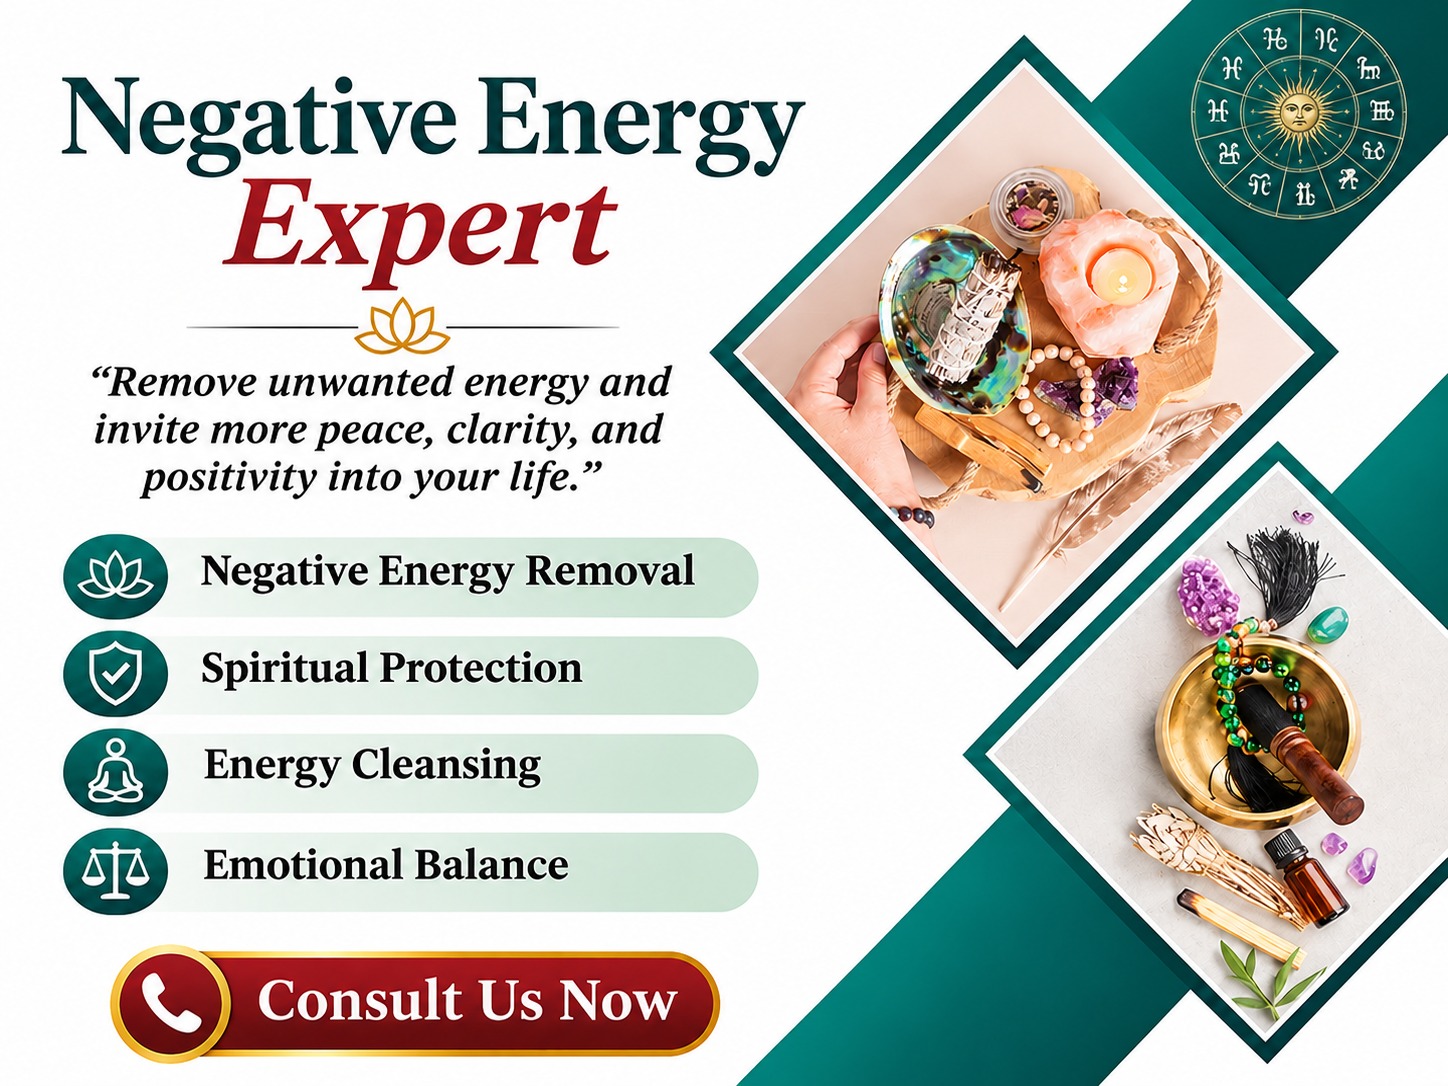 Negative Energy
Expert
“Remove unwanted energy and
invite more peace, clarity, and
positivity into your life.”
Negative Energy Removal
Spiritual Protection
Energy Cleansing
Emotional Balance
Consult Us Now